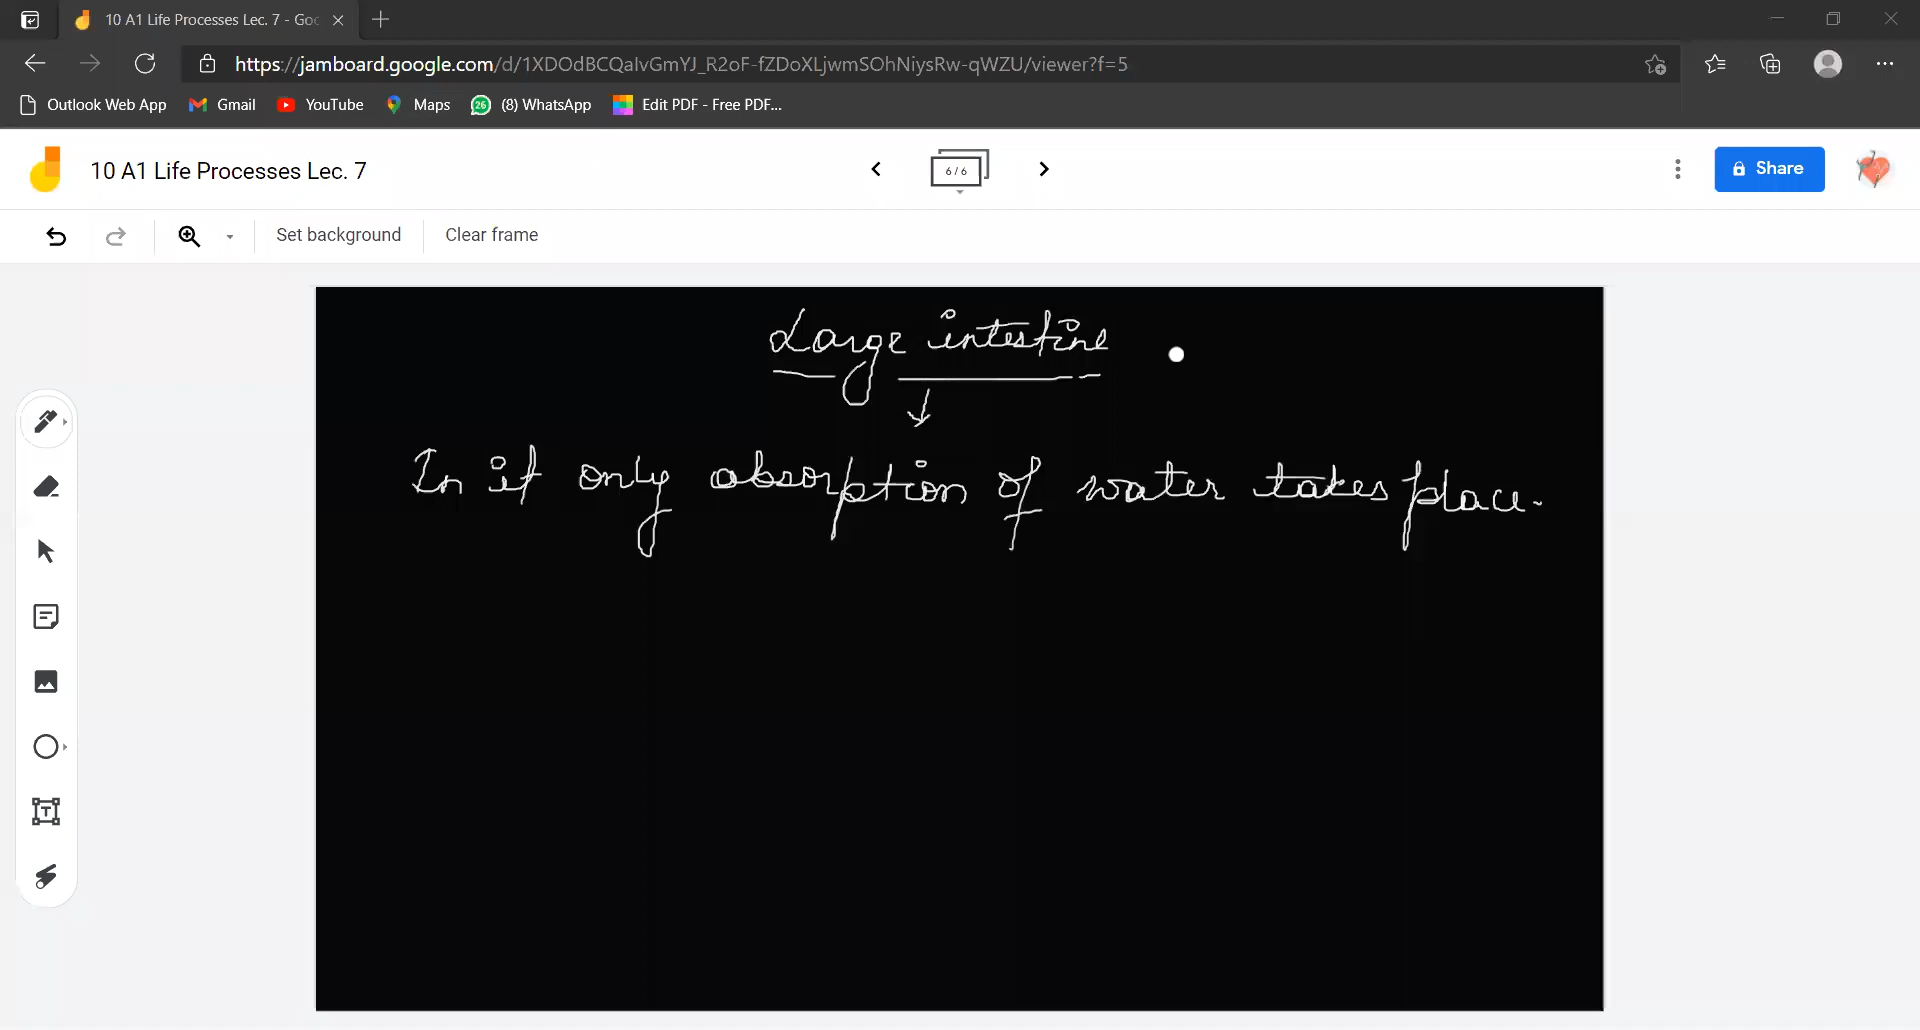 10 A1 Life Processes Lec. 7 - Goo
https://jamboard.google.com/d/1XDOdBCQaIvGmYJ_R2oF-fZDoXLjwmSOhNiysRw-qWZU/viewer?f=5
Outlook Web App Gmail YouTube Maps 26 (8) WhatsApp Edit PDF - Free PDF...
10 A1 Life Processes Lec. 7 6 / 6 Share
Set background Clear frame
Large intestine
In it only absorption of water takes place.